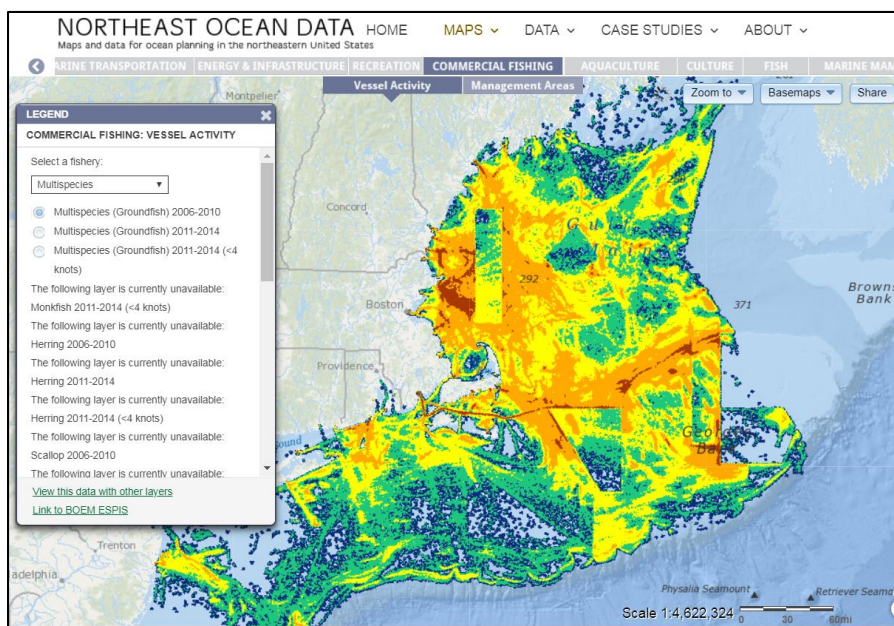 NORTHEAST OCEAN DATA
Maps and data for ocean planning in the northeastern United States
HOME MAPS DATA CASE STUDIES ABOUT
ARINE TRANSPORTATION ENERGY & INFRASTRUCTURE RECREATION COMMERCIAL FISHING AQUACULTURE CULTURE FISH MARINE MAM
Vessel Activity Management Areas
Zoom to Basemaps Share
LEGEND
COMMERCIAL FISHING: VESSEL ACTIVITY
Select a fishery:
Multispecies
Multispecies (Groundfish) 2006-2010
Multispecies (Groundfish) 2011-2014
Multispecies (Groundfish) 2011-2014 (<4
knots)
The following layer is currently unavailable:
Monkfish 2011-2014 (<4 knots)
The following layer is currently unavailable:
Herring 2006-2010
The following layer is currently unavailable:
Herring 2011-2014
The following layer is currently unavailable:
Herring 2011-2014 (<4 knots)
The following layer is currently unavailable:
Scallop 2006-2010
The following layer is currently unavailable:
View this data with other layers
Link to BOEM ESPIS
Montpelier
Concord
292
Boston
371
Browns
Bank
Providence
Sound
Trenton
adelphia
Physalia Seamount
Retriever Seamo
Scale 1:4,622,324
0 30 60mi